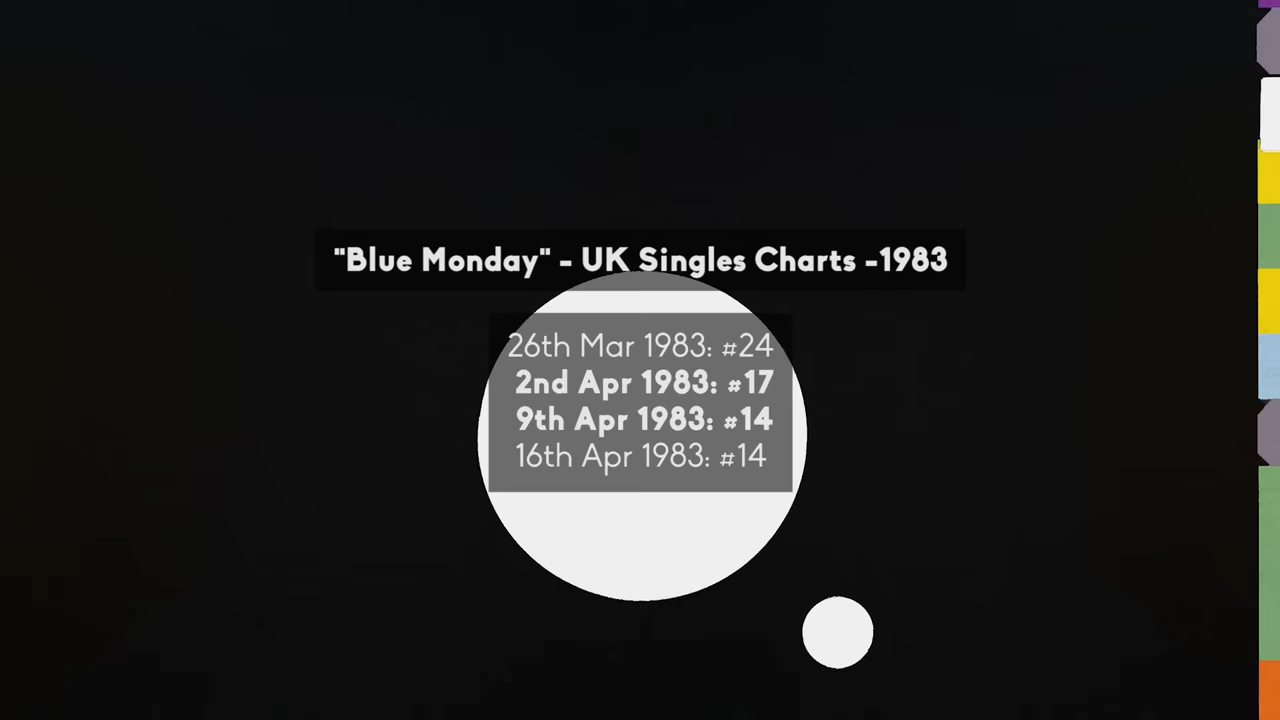 "Blue Monday" - UK Singles Charts -1983
26th Mar 1983: #24
2nd Apr 1983: #17
9th Apr 1983: #14
16th Apr 1983: #14